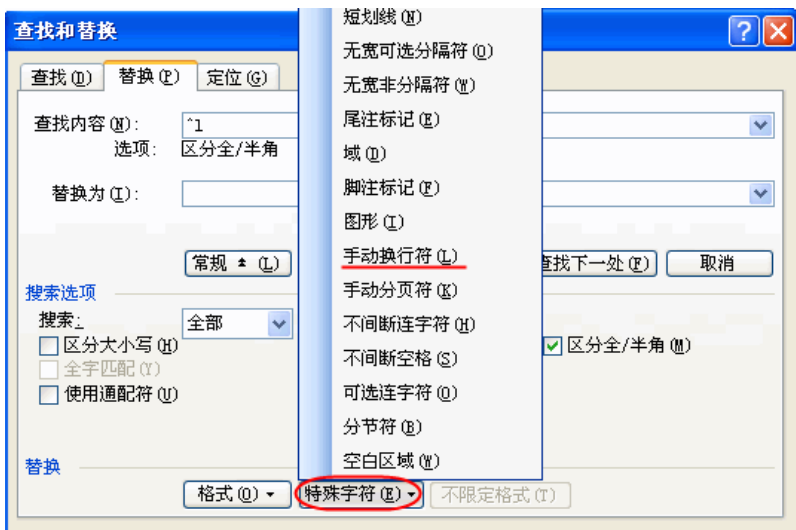 查找和替换
查找(D)
替换(P)
定位(G)
查找内容(N):
^l
选项:
区分全/半角
替换为(I):
常规 (L)
查找下一处(F)
取消
搜索选项
搜索:
全部
区分大小写(H)
全字匹配(Y)
使用通配符(U)
区分全/半角(M)
替换
格式(O)
特殊字符(E)
不限定格式(T)
短划线(N)
无宽可选分隔符(O)
无宽非分隔符(W)
尾注标记(E)
域(D)
脚注标记(F)
图形(I)
手动换行符(L)
手动分页符(K)
不间断连字符(H)
不间断空格(S)
可选连字符(O)
分节符(B)
空白区域(W)